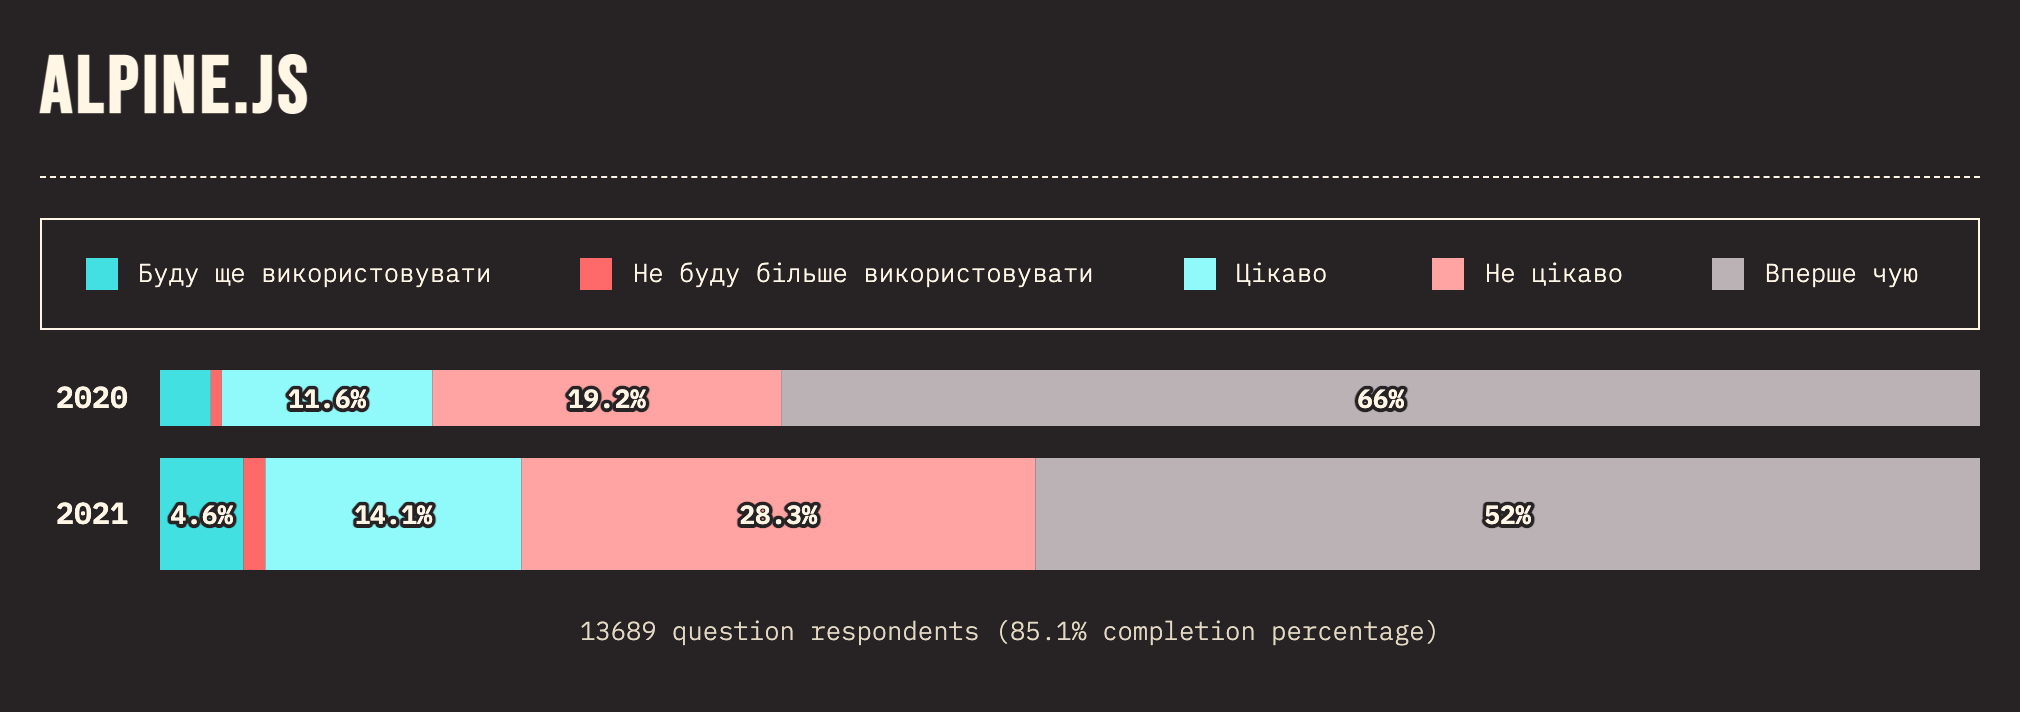 ALPINE.JS
Буду ще використовувати Не буду більше використовувати Цікаво Не цікаво Вперше чую
2020 11.6% 19.2% 66%
2021 4.6% 14.1% 28.3% 52%
13689 question respondents (85.1% completion percentage)